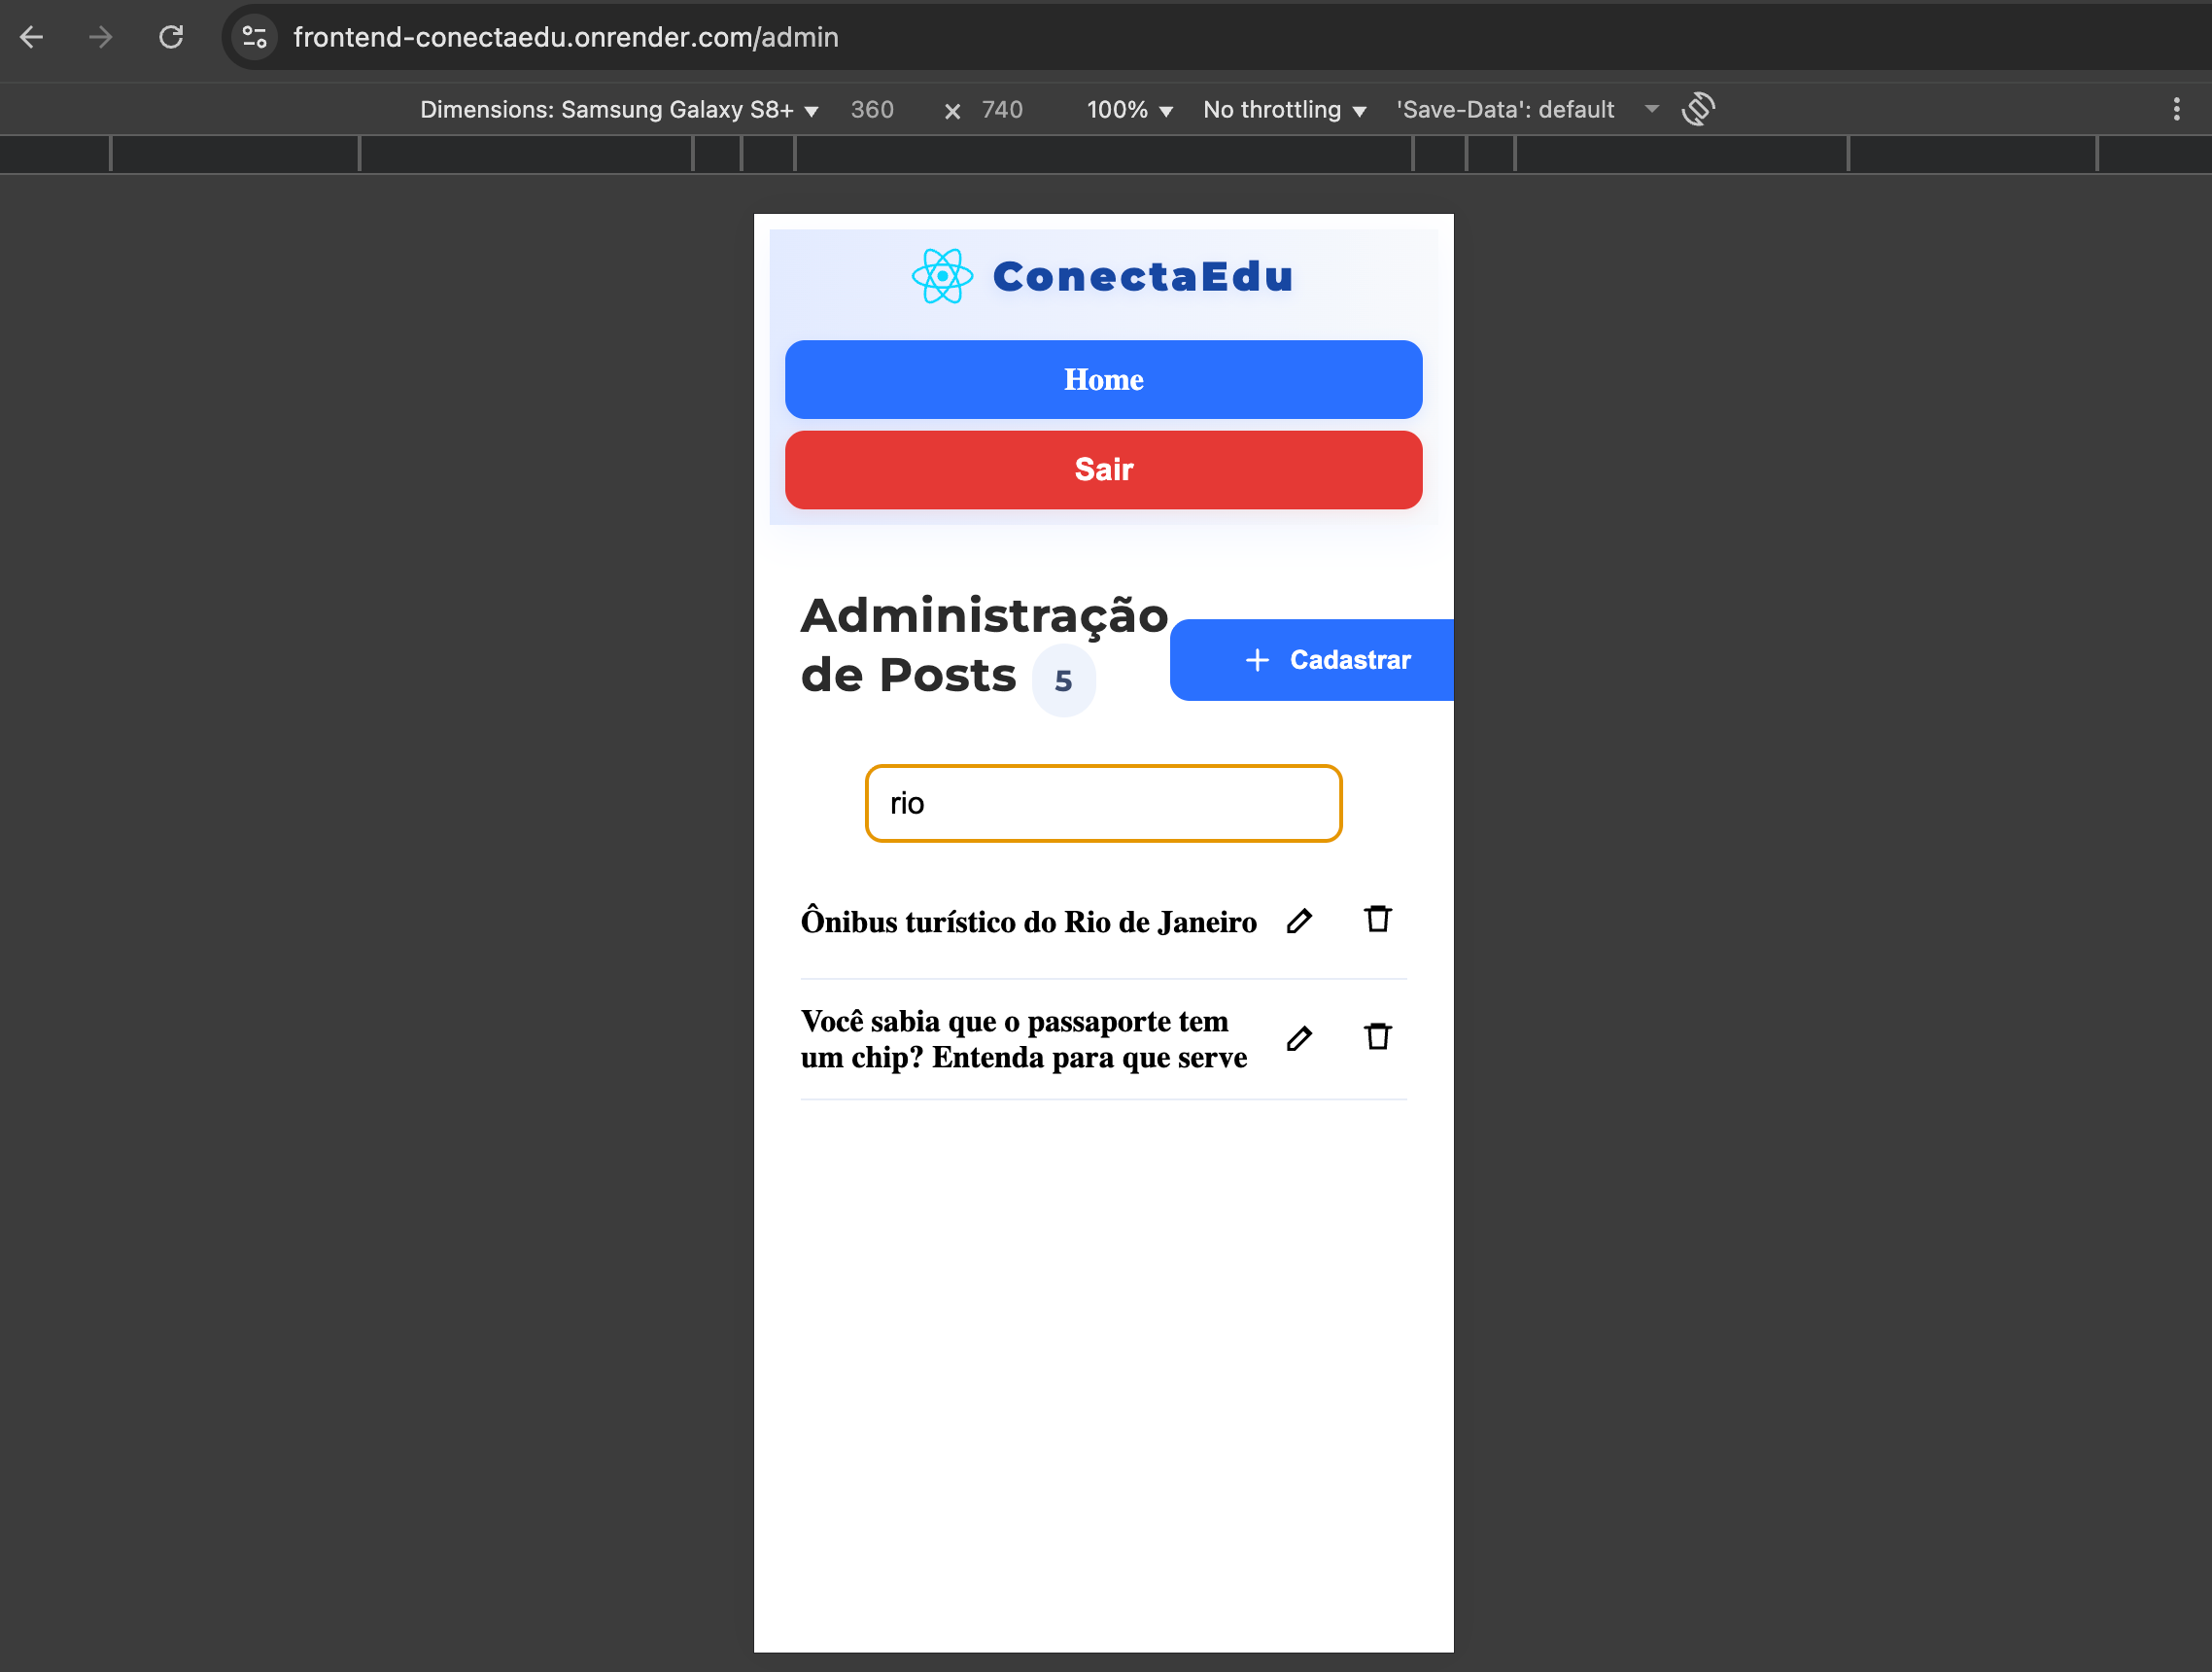 frontend-conectaedu.onrender.com/admin
Dimensions: Samsung Galaxy S8+ 360 × 740 100% No throttling 'Save-Data': default
ConectaEdu
Home
Sair
Administração
de Posts 5
+ Cadastrar
rio
Ônibus turístico do Rio de Janeiro
Você sabia que o passaporte tem
um chip? Entenda para que serve